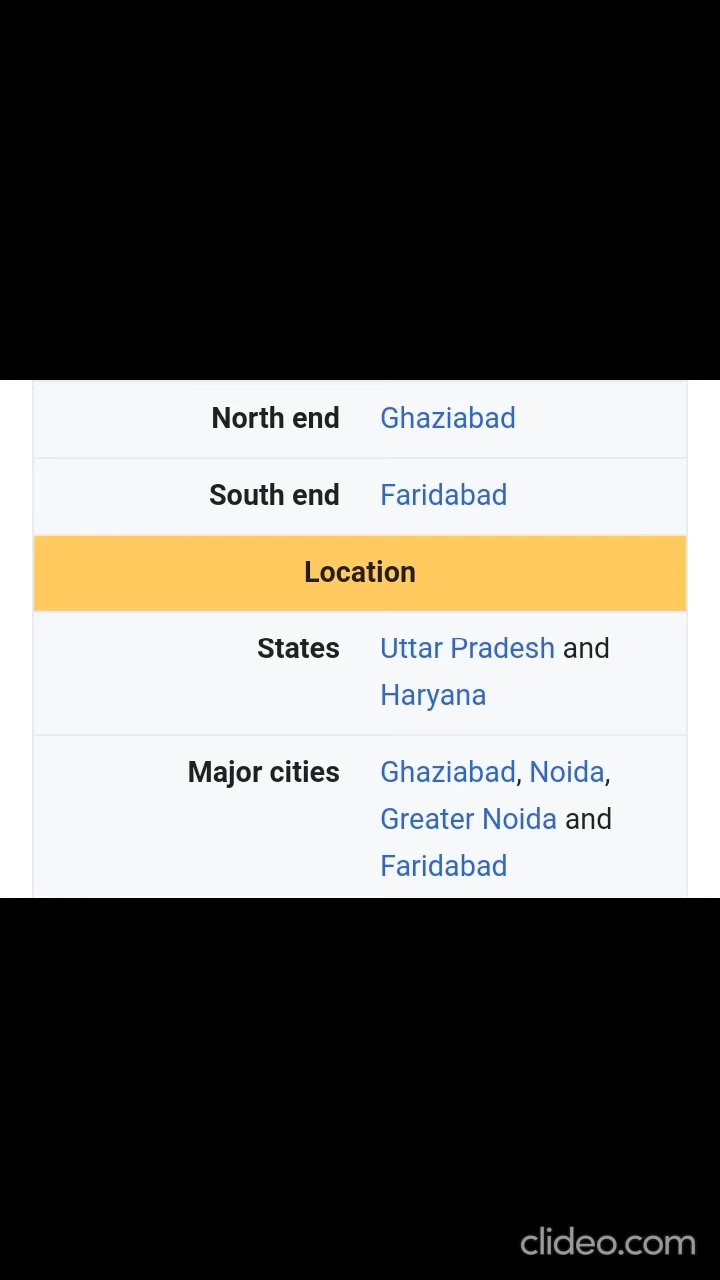 North end Ghaziabad
South end Faridabad
Location
States Uttar Pradesh and
Haryana
Major cities Ghaziabad, Noida,
Greater Noida and
Faridabad
clideo.com